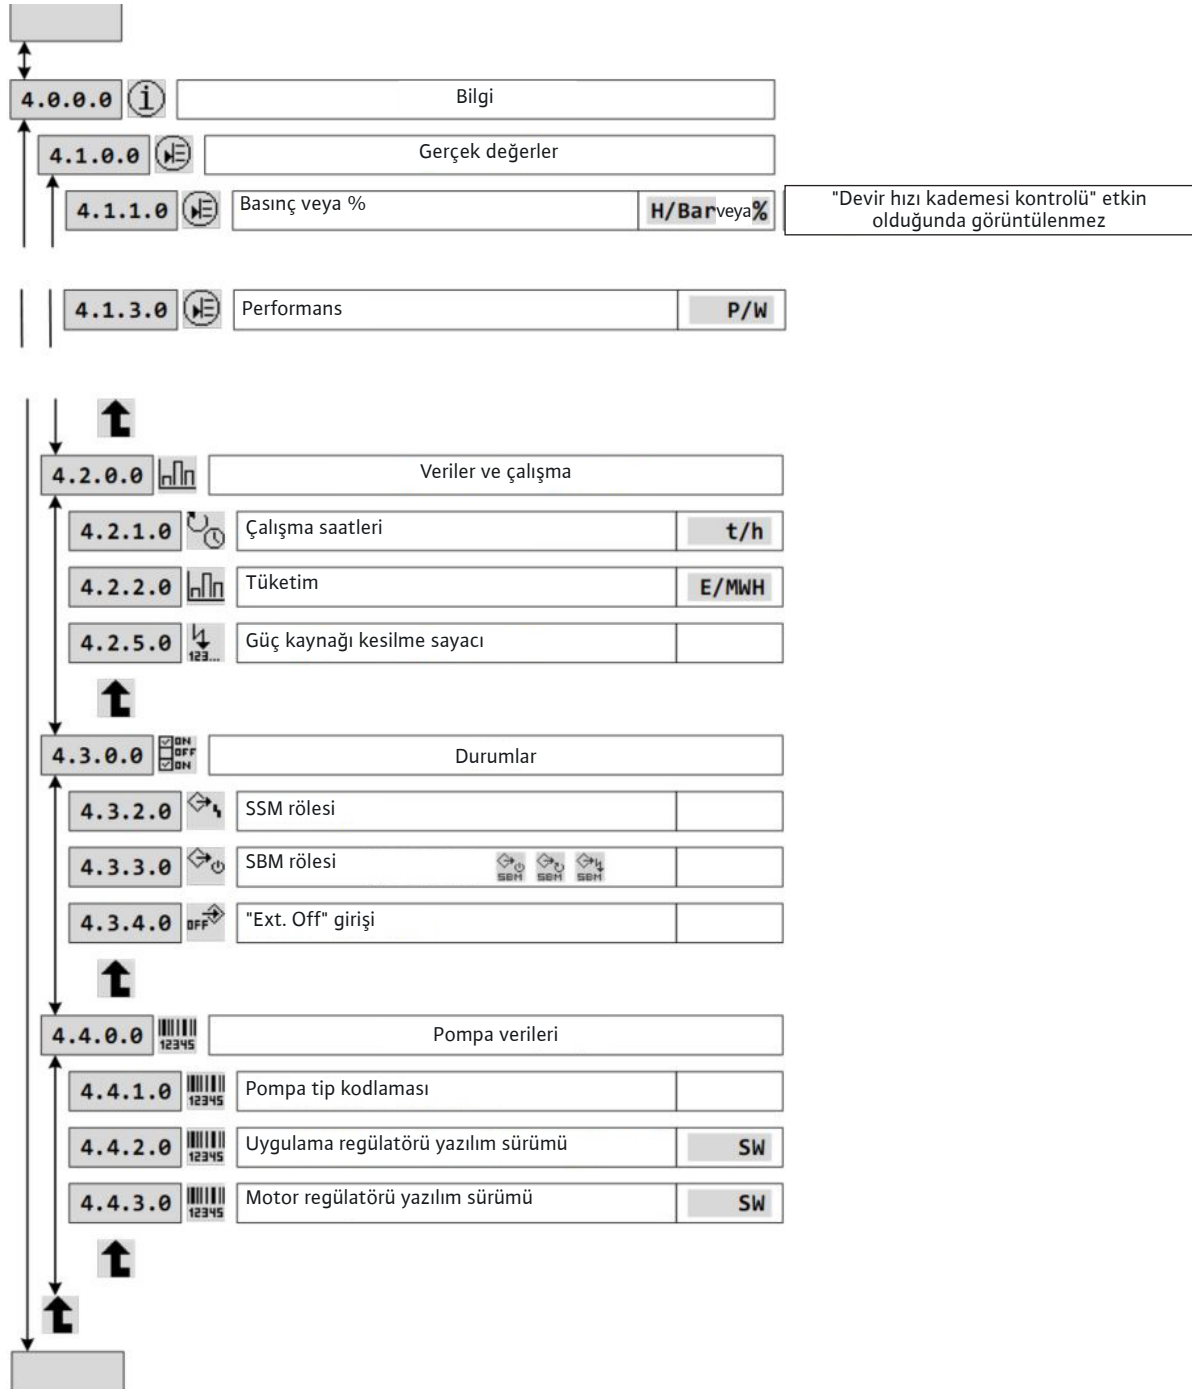 4.0.0.0 Bilgi
4.1.0.0 Gerçek değerler
4.1.1.0 Basınç veya % H/Bar veya %
"Devir hızı kademesi kontrolü" etkin
olduğunda görüntülenmez
4.1.3.0 Performans P/W
4.2.0.0 Veriler ve çalışma
4.2.1.0 Çalışma saatleri t/h
4.2.2.0 Tüketim E/MWH
4.2.5.0 123... Güç kaynağı kesilme sayacı
4.3.0.0 ON OFF ON Durumlar
4.3.2.0 SSM rölesi
4.3.3.0 SBM rölesi SBM SBM SBM
4.3.4.0 OFF "Ext. Off" girişi
4.4.0.0 12345 Pompa verileri
4.4.1.0 12345 Pompa tip kodlaması
4.4.2.0 12345 Uygulama regülatörü yazılım sürümü SW
4.4.3.0 12345 Motor regülatörü yazılım sürümü SW